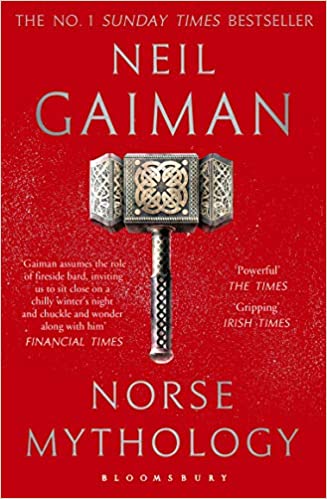 THE NO. 1 SUNDAY TIMES BESTSELLER
NEIL
GAIMAN
Gaiman assumes the role
of fireside bard, inviting
us to sit close on a
chilly winter's night
and chuckle and wonder
along with him'
FINANCIAL TIMES
'Powerful'
THE TIMES
'Gripping'
IRISH TIMES
NORSE
MYTHOLOGY
BLOOMSBURY